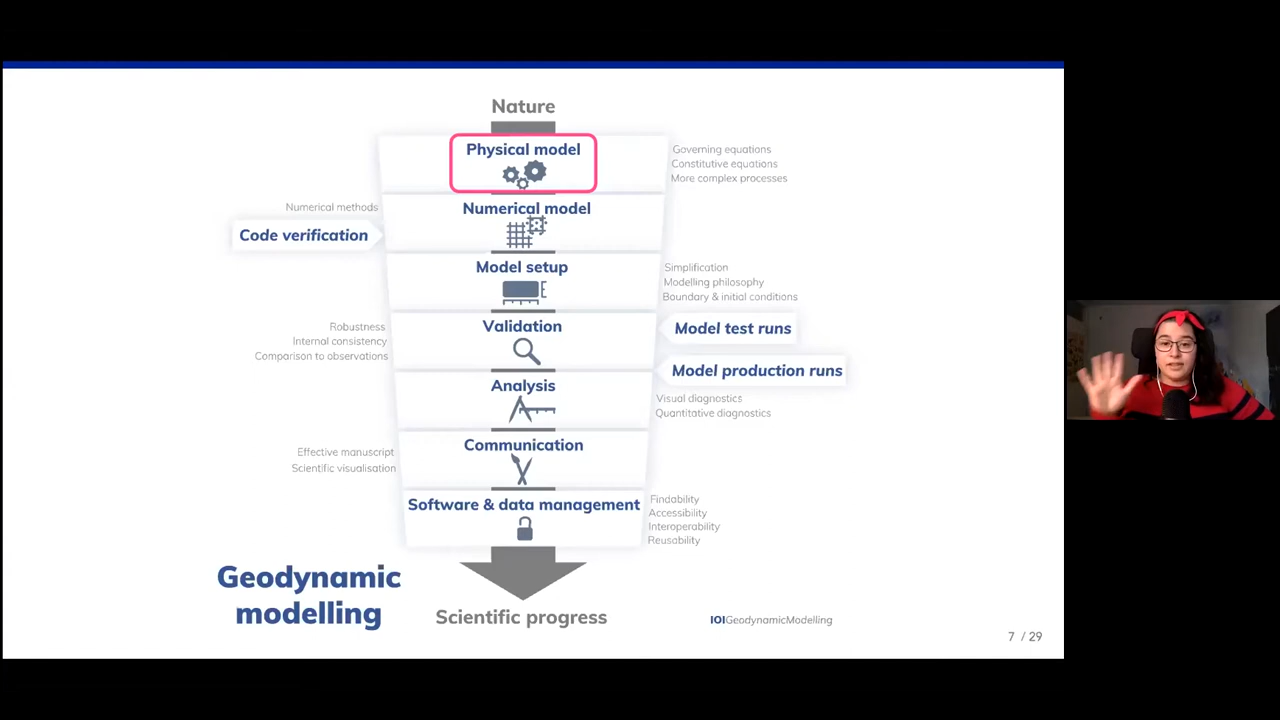 Nature
Physical model
Governing equations
Constitutive equations
More complex processes
Numerical methods
Code verification
Numerical model
Model setup
Simplification
Modelling philosophy
Boundary & initial conditions
Robustness
Internal consistency
Comparison to observations
Validation
Model test runs
Model production runs
Analysis
Visual diagnostics
Quantitative diagnostics
Effective manuscript
Scientific visualisation
Communication
Software & data management
Findability
Accessibility
Interoperability
Reusability
Geodynamic
modelling
Scientific progress
IOIGeodynamicModelling
7 / 29